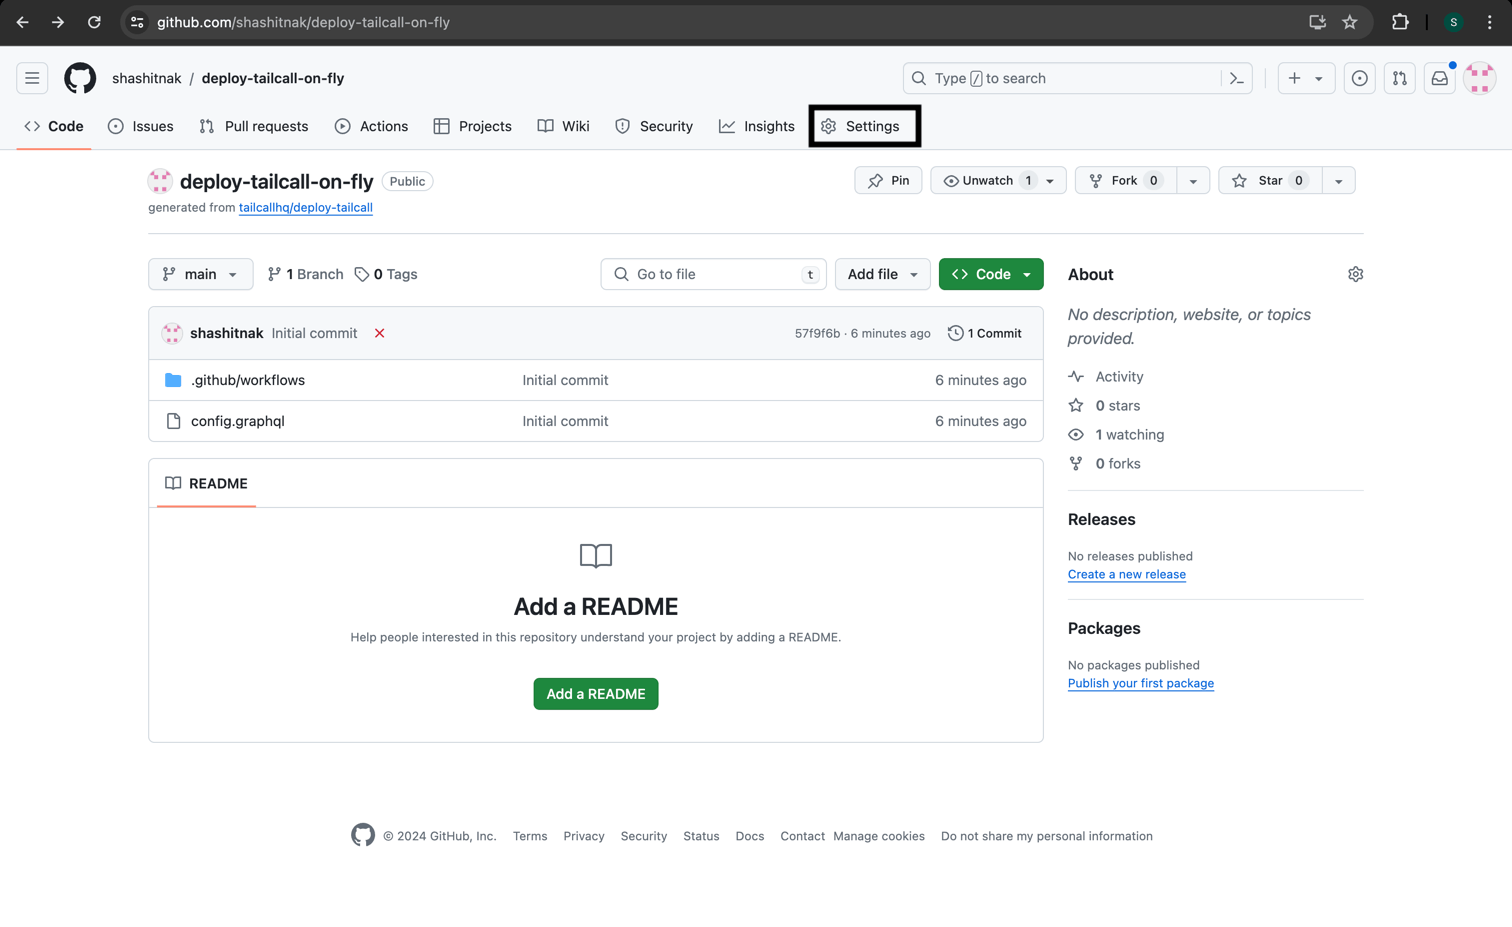 github.com/shashitnak/deploy-tailcall-on-fly
S
shashitnak / deploy-tailcall-on-fly
Type / to search
Code Issues Pull requests Actions Projects Wiki Security Insights Settings
deploy-tailcall-on-fly Public
Pin Unwatch 1 Fork 0 Star 0
generated from tailcallhq/deploy-tailcall
main 1 Branch 0 Tags Go to file t Add file Code
shashitnak Initial commit 57f9f6b · 6 minutes ago 1 Commit
.github/workflows Initial commit 6 minutes ago
config.graphql Initial commit 6 minutes ago
README
Add a README
Help people interested in this repository understand your project by adding a README.
Add a README
About
No description, website, or topics
provided.
Activity
0 stars
1 watching
0 forks
Releases
No releases published
Create a new release
Packages
No packages published
Publish your first package
© 2024 GitHub, Inc. Terms Privacy Security Status Docs Contact Manage cookies Do not share my personal information